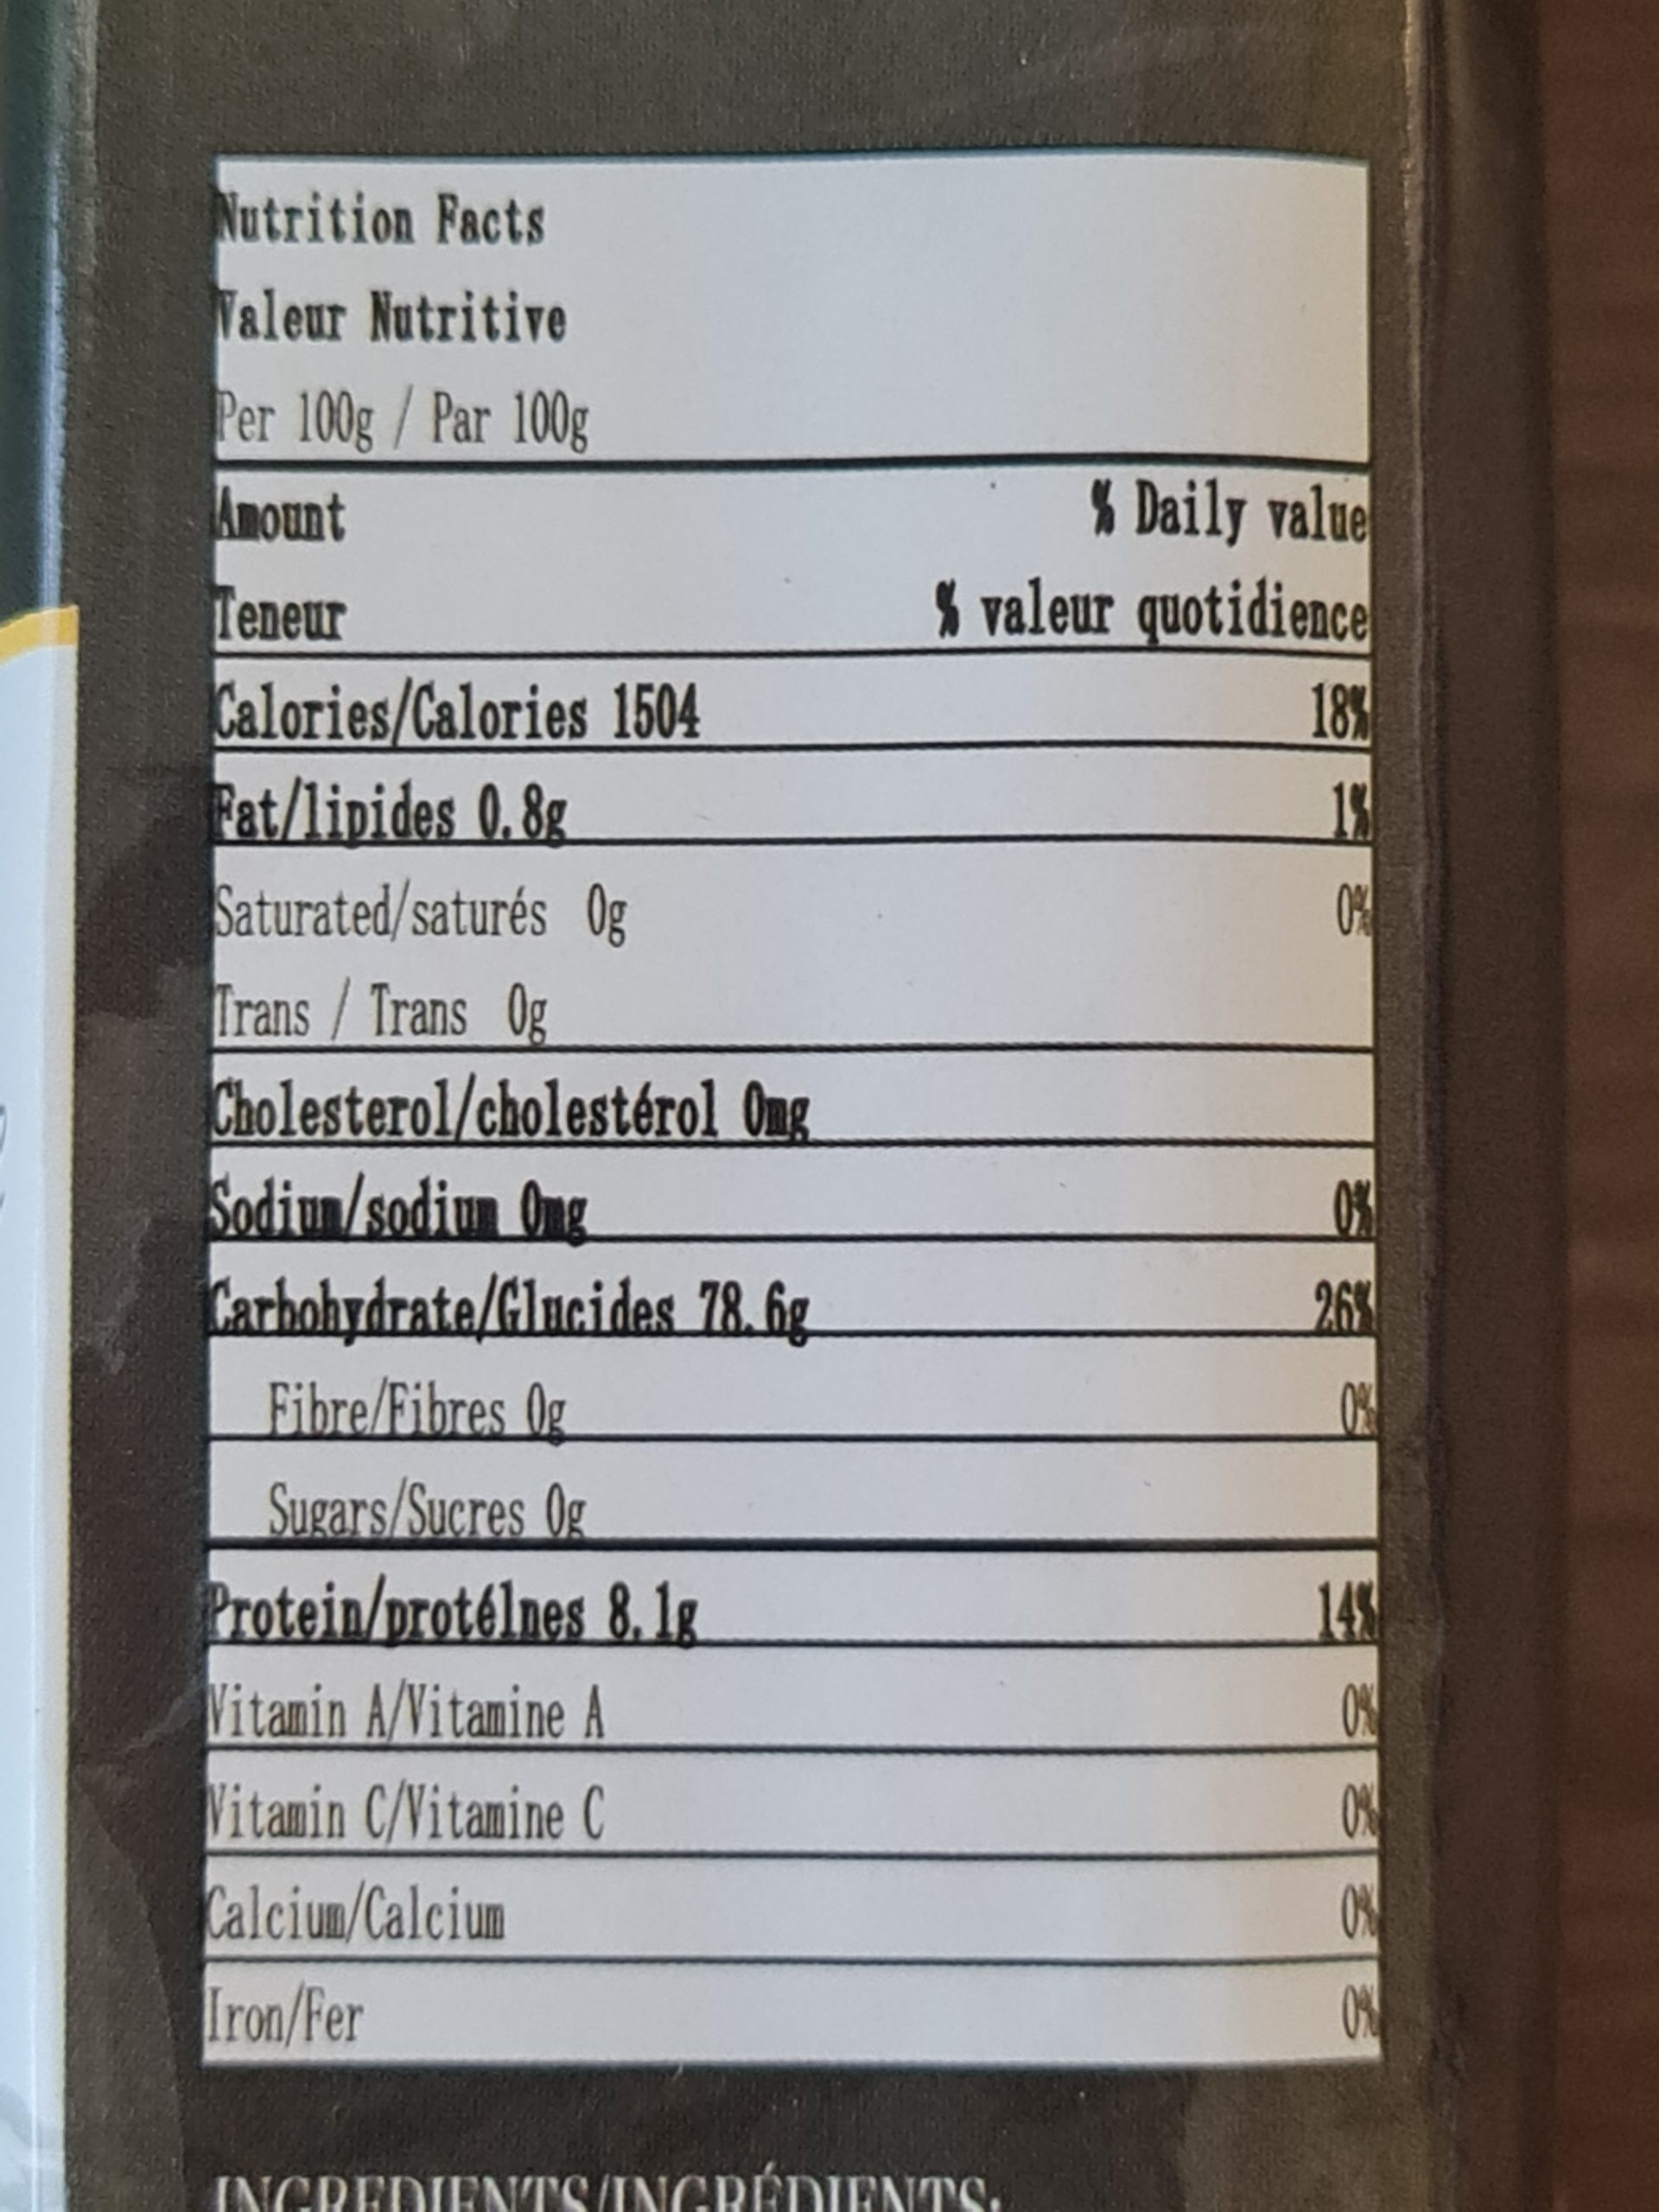 Nutrition Facts
Valeur Nutritive
Per 100g / Par 100g
Amount % Daily value
Teneur % valeur quotidience
Calories/Calories 1504 18%
Fat/lipides 0.8g 1%
Saturated/saturés 0g 0%
Trans / Trans 0g
Cholesterol/cholestérol 0mg
Sodium/sodium 0mg 0%
Carbohydrate/Glucides 78.6g 26%
Fibre/Fibres 0g 0%
Sugars/Sucres 0g
Protein/protélnes 8.1g 14%
Vitamin A/Vitamine A 0%
Vitamin C/Vitamine C 0%
Calcium/Calcium 0%
Iron/Fer 0%
INGREDIENTS/INGRÉDIENTS: